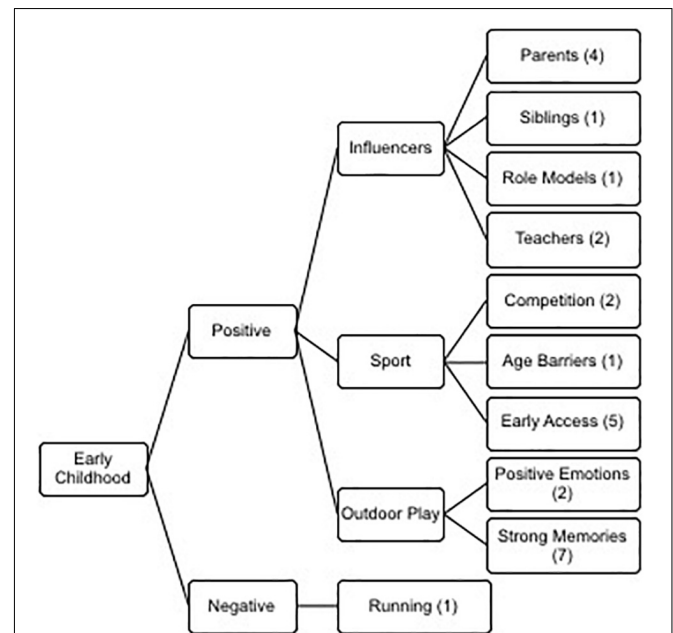 Parents (4)
Siblings (1)
Influencers
Role Models (1)
Teachers (2)
Competition (2)
Positive
Sport
Age Barriers (1)
Early Access (5)
Early
Childhood
Positive Emotions
(2)
Outdoor Play
Strong Memories
(7)
Negative
Running (1)